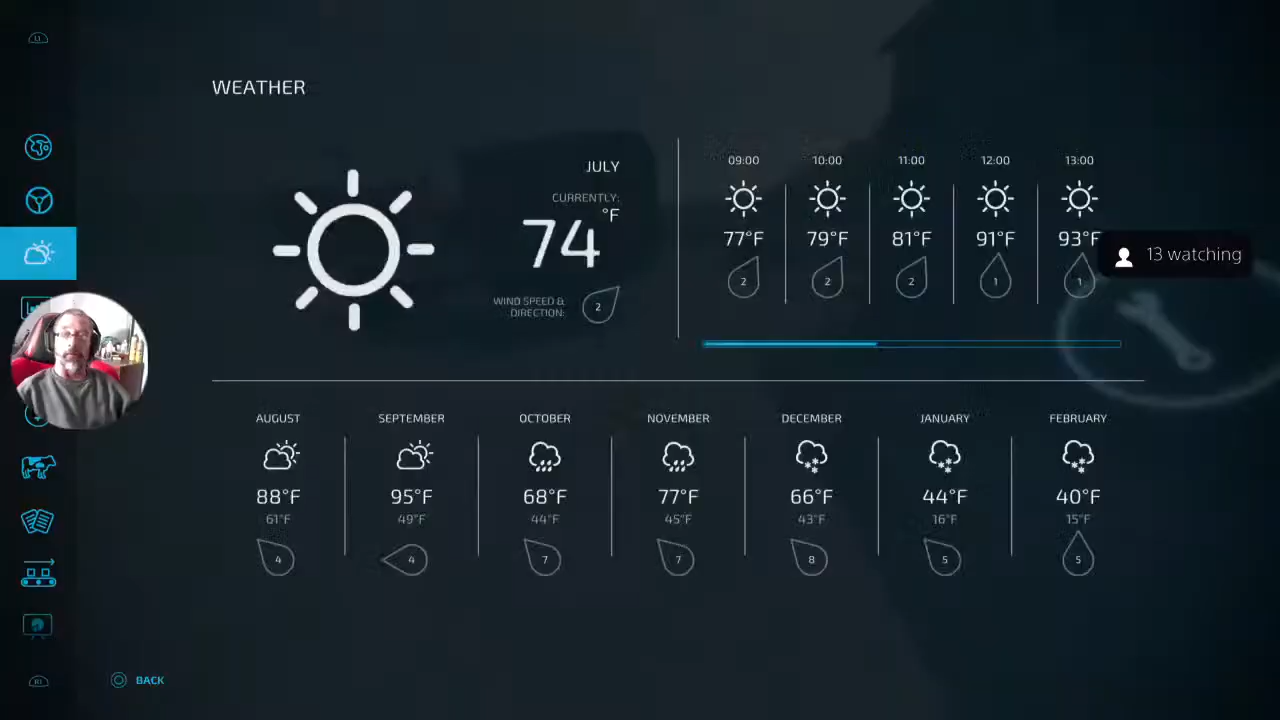 L1
WEATHER
JULY
CURRENTLY:
74 °F
WIND SPEED &
DIRECTION:
2
09:00 10:00 11:00 12:00 13:00
77°F 79°F 81°F 91°F 93°F
2 2 2 1 1
13 watching
AUGUST SEPTEMBER OCTOBER NOVEMBER DECEMBER JANUARY FEBRUARY
88°F 95°F 68°F 77°F 66°F 44°F 40°F
61°F 49°F 44°F 45°F 43°F 16°F 15°F
4 4 7 7 8 5 5
R1
BACK